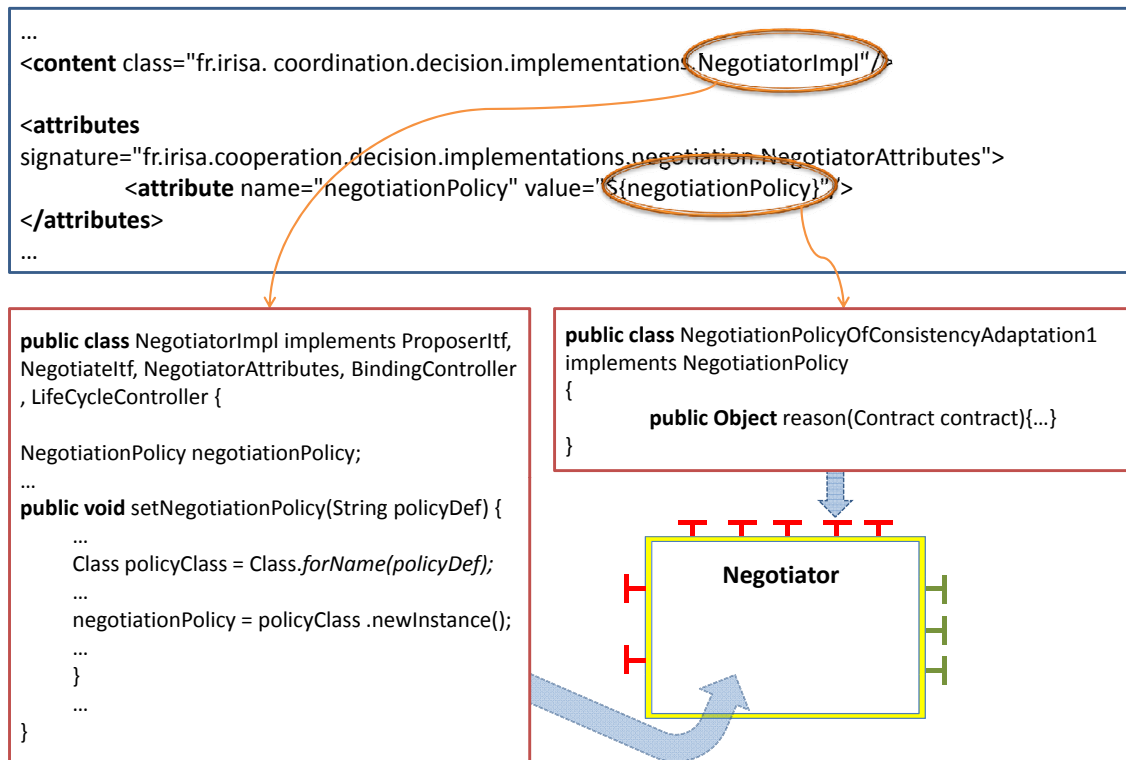 ...
<content class="fr.irisa. coordination.decision.implementations.NegotiatorImpl"/>
<attributes
signature="fr.irisa.cooperation.decision.implementations.negotiation.NegotiatorAttributes">
<attribute name="negotiationPolicy" value="${negotiationPolicy}"/>
</attributes>
...
public class NegotiatorImpl implements ProposerItf,
NegotiateItf, NegotiatorAttributes, BindingController
, LifeCycleController {
NegotiationPolicy negotiationPolicy;
...
public void setNegotiationPolicy(String policyDef) {
...
Class policyClass = Class.forName(policyDef);
...
negotiationPolicy = policyClass .newInstance();
...
}
...
}
public class NegotiationPolicyOfConsistencyAdaptation1
implements NegotiationPolicy
{
public Object reason(Contract contract){...}
}
Negotiator